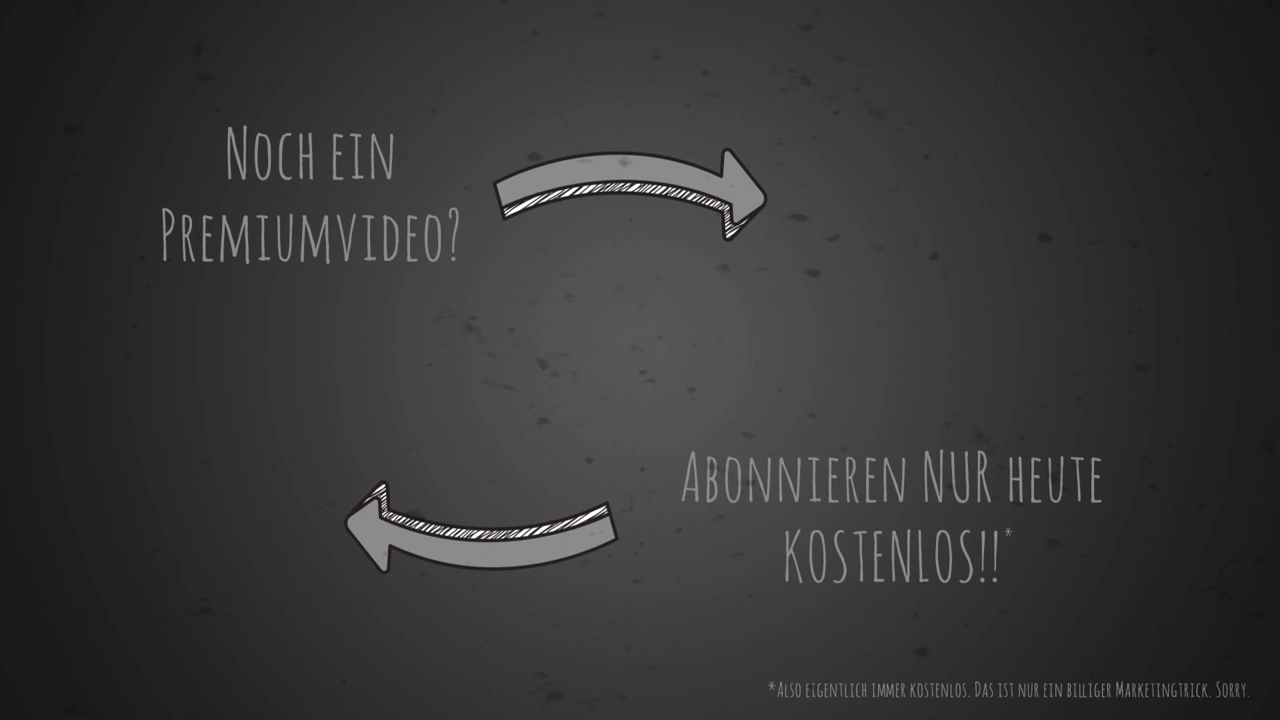 Noch ein
Premiumvideo?
Abonnieren NUR heute
KOSTENLOS!!*
*Also eigentlich immer kostenlos. Das ist nur ein billiger Marketingtrick. Sorry.